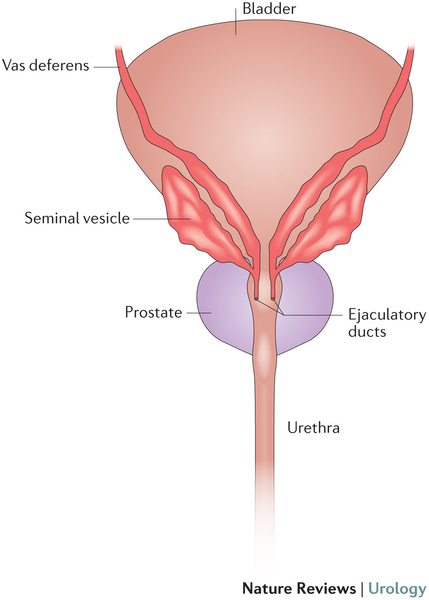 Bladder
Vas deferens
Seminal vesicle
Prostate
Ejaculatory
ducts
Urethra
Nature Reviews | Urology